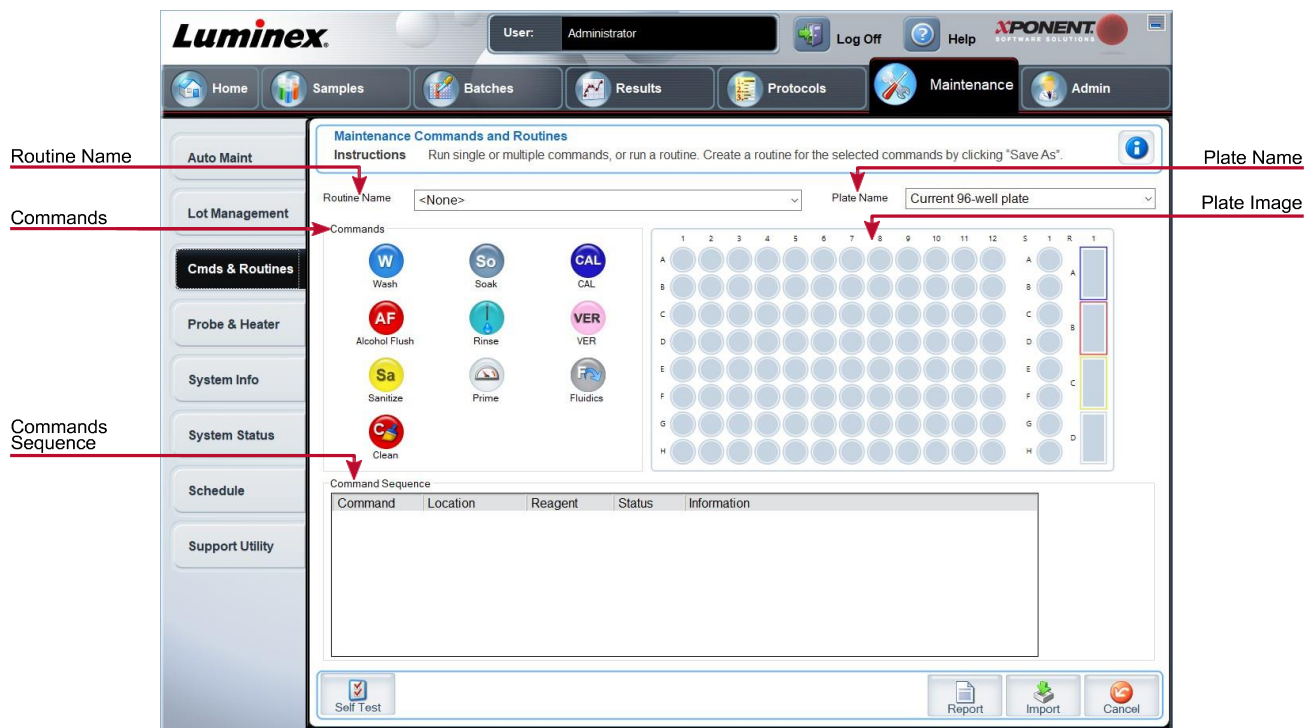 Luminex®
User: Administrator
Log Off
Help
XPONENT.
SOFTWARE SOLUTIONS
Home
Samples
Batches
Results
Protocols
Maintenance
Admin
Routine Name
Commands
Commands
Sequence
Plate Name
Plate Image
Auto Maint
Lot Management
Cmds & Routines
Probe & Heater
System Info
System Status
Schedule
Support Utility
Maintenance Commands and Routines
Instructions Run single or multiple commands, or run a routine. Create a routine for the selected commands by clicking "Save As".
Routine Name <None>
Plate Name Current 96-well plate
Commands
W So CAL
Wash Soak CAL
AF VER
Alcohol Flush Rinse VER
Sa F
Sanitize Prime Fluidics
C
Clean
1 2 3 4 5 6 7 8 9 10 11 12 S 1 R 1
A A A
B B
C C B
D D
E E C
F F
G G D
H H
Command Sequence
Command Location Reagent Status Information
Self Test
Report
Import
Cancel